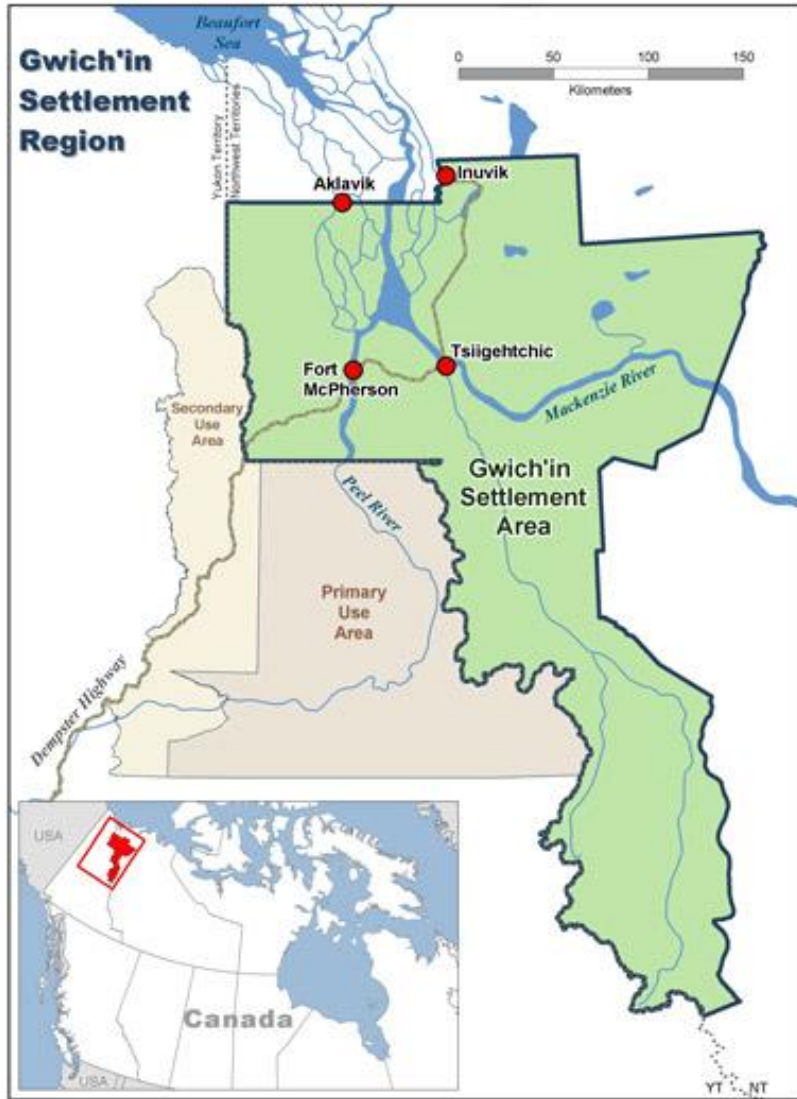 Beaufort
Sea
Gwich'in
Settlement
Region
0 50 100 150
Kilometers
Yukon Territory
Northwest Territories
Aklavik
Inuvik
Tsiigehtchic
Fort
McPherson
Mackenzie River
Secondary
Use
Area
Gwich'in
Settlement
Area
Peel River
Primary
Use
Area
Dempster Highway
USA
Canada
USA
YT NT